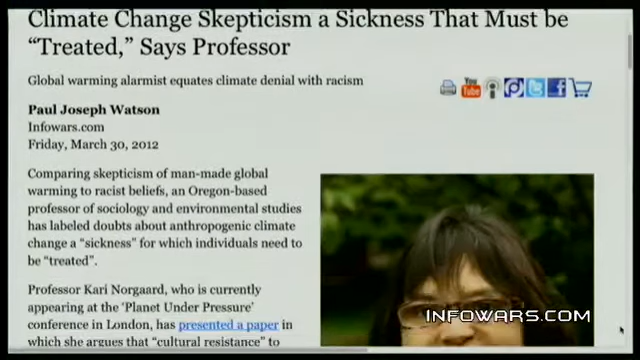 Climate Change Skepticism a Sickness That Must be
“Treated,” Says Professor
Global warming alarmist equates climate denial with racism
You
Tube
Paul Joseph Watson
Infowars.com
Friday, March 30, 2012
Comparing skepticism of man-made global
warming to racist beliefs, an Oregon-based
professor of sociology and environmental studies
has labeled doubts about anthropogenic climate
change a “sickness” for which individuals need to
be “treated”.
Professor Kari Norgaard, who is currently
appearing at the ‘Planet Under Pressure’
conference in London, has presented a paper in
which she argues that “cultural resistance” to
INFOWARS.COM